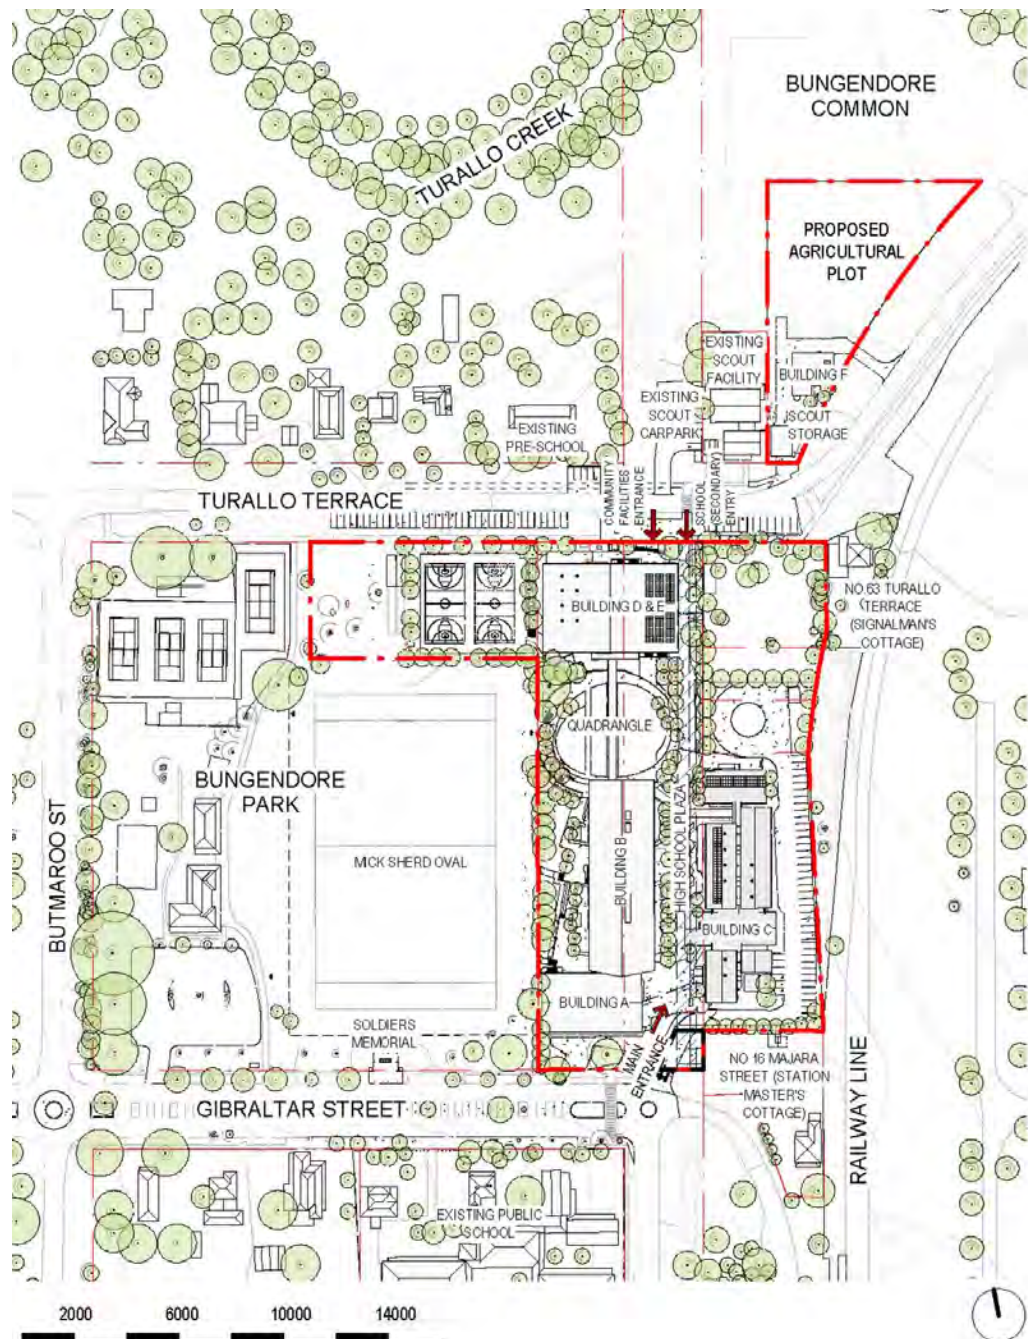 BUNGENDORE
COMMON
TURALLO CREEK
PROPOSED
AGRICULTURAL
PLOT
EXISTING
SCOUT
FACILITY
BUILDING F
EXISTING
SCOUT
CARPARK
SCOUT
STORAGE
EXISTING
PRE-SCHOOL
COMMUNITY
FACILITIES
ENTRANCE
SCHOOL
(SECONDARY)
ENTRY
TURALLO TERRACE
BUILDING D & E
NO.63 TURALLO
TERRACE
(SIGNALMAN'S
COTTAGE)
QUADRANGLE
BUNGENDORE
PARK
BUTMAROO ST
MICK SHERD OVAL
BUILDING B
HIGH SCHOOL PLAZA
BUILDING C
BUILDING A
SOLDIERS
MEMORIAL
MAIN
ENTRANCE
NO 16 MAJARA
STREET (STATION
MASTER'S
COTTAGE)
RAILWAY LINE
GIBRALTAR STREET
EXISTING PUBLIC
SCHOOL
2000 6000 10000 14000